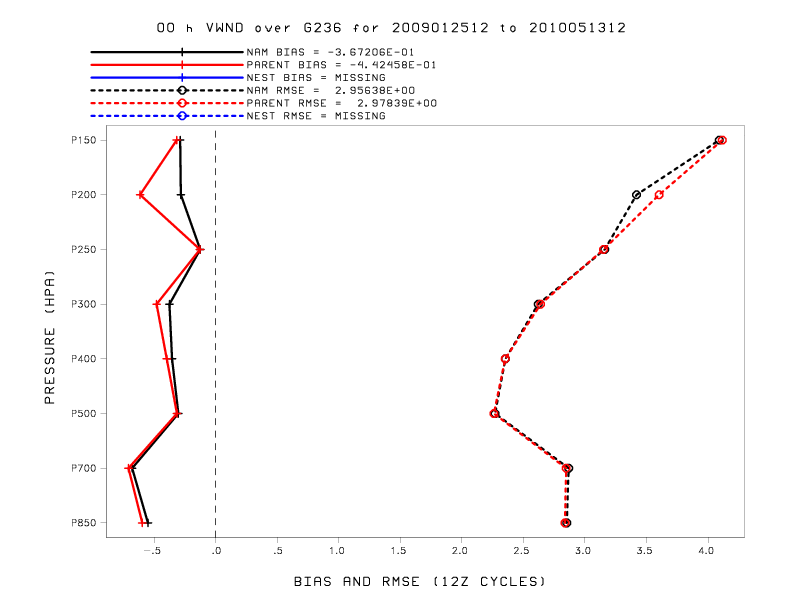 00 h VWND over G236 for 2009012512 to 2010051312
NAM BIAS = -3.67206E-01
PARENT BIAS = -4.42458E-01
NEST BIAS = MISSING
NAM RMSE =  2.95638E+00
PARENT RMSE =  2.97839E+00
NEST RMSE = MISSING
P150
P200
P250
P300
P400
P500
P700
P850
PRESSURE (HPA)
-.5 .0 .5 1.0 1.5 2.0 2.5 3.0 3.5 4.0
BIAS AND RMSE (12Z CYCLES)